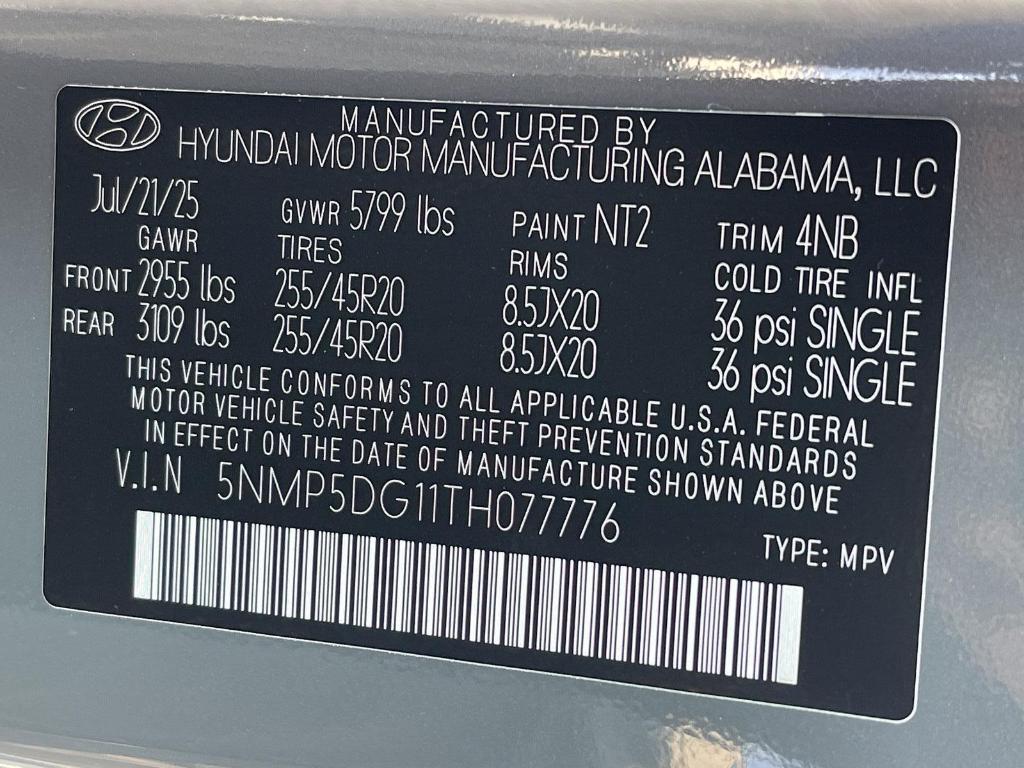 MANUFACTURED BY
HYUNDAI MOTOR MANUFACTURING ALABAMA, LLC
Jul/21/25 GVWR 5799 lbs PAINT NT2 TRIM 4NB
GAWR TIRES RIMS COLD TIRE INFL
FRONT 2955 lbs 255/45R20 8.5JX20 36 psi SINGLE
REAR 3109 lbs 255/45R20 8.5JX20 36 psi SINGLE
THIS VEHICLE CONFORMS TO ALL APPLICABLE U.S.A. FEDERAL
MOTOR VEHICLE SAFETY AND THEFT PREVENTION STANDARDS
IN EFFECT ON THE DATE OF MANUFACTURE SHOWN ABOVE
V.I.N 5NMP5DG11TH077776
TYPE: MPV